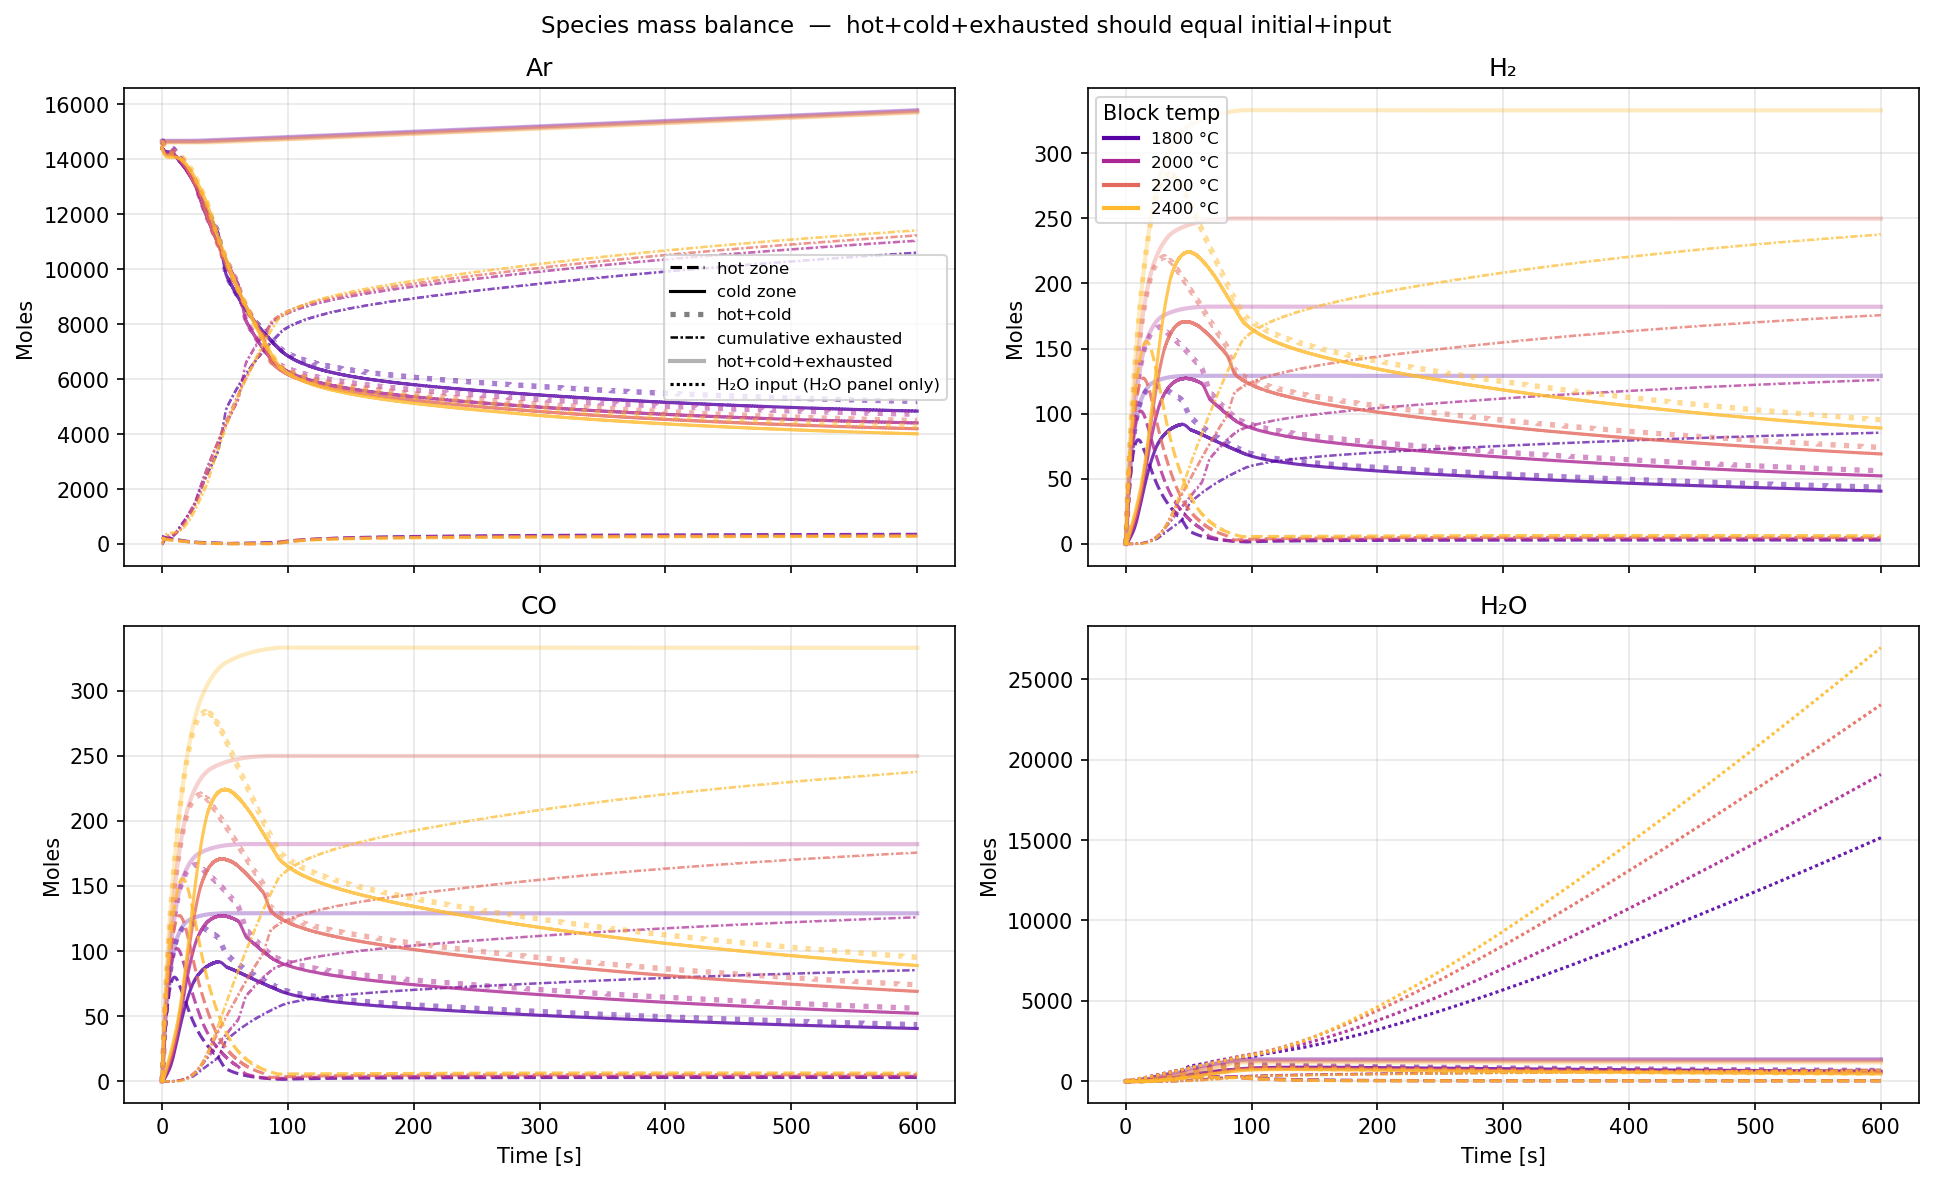 Species mass balance  —  hot+cold+exhausted should equal initial+input
Ar
16000
14000
12000
10000
8000
6000
4000
2000
0
Moles
hot zone
cold zone
hot+cold
cumulative exhausted
hot+cold+exhausted
H₂O input (H₂O panel only)
H₂
300
250
200
150
100
50
0
Moles
Block temp
1800 °C
2000 °C
2200 °C
2400 °C
CO
300
250
200
150
100
50
0
Moles
0 100 200 300 400 500 600
Time [s]
H₂O
25000
20000
15000
10000
5000
0
Moles
0 100 200 300 400 500 600
Time [s]